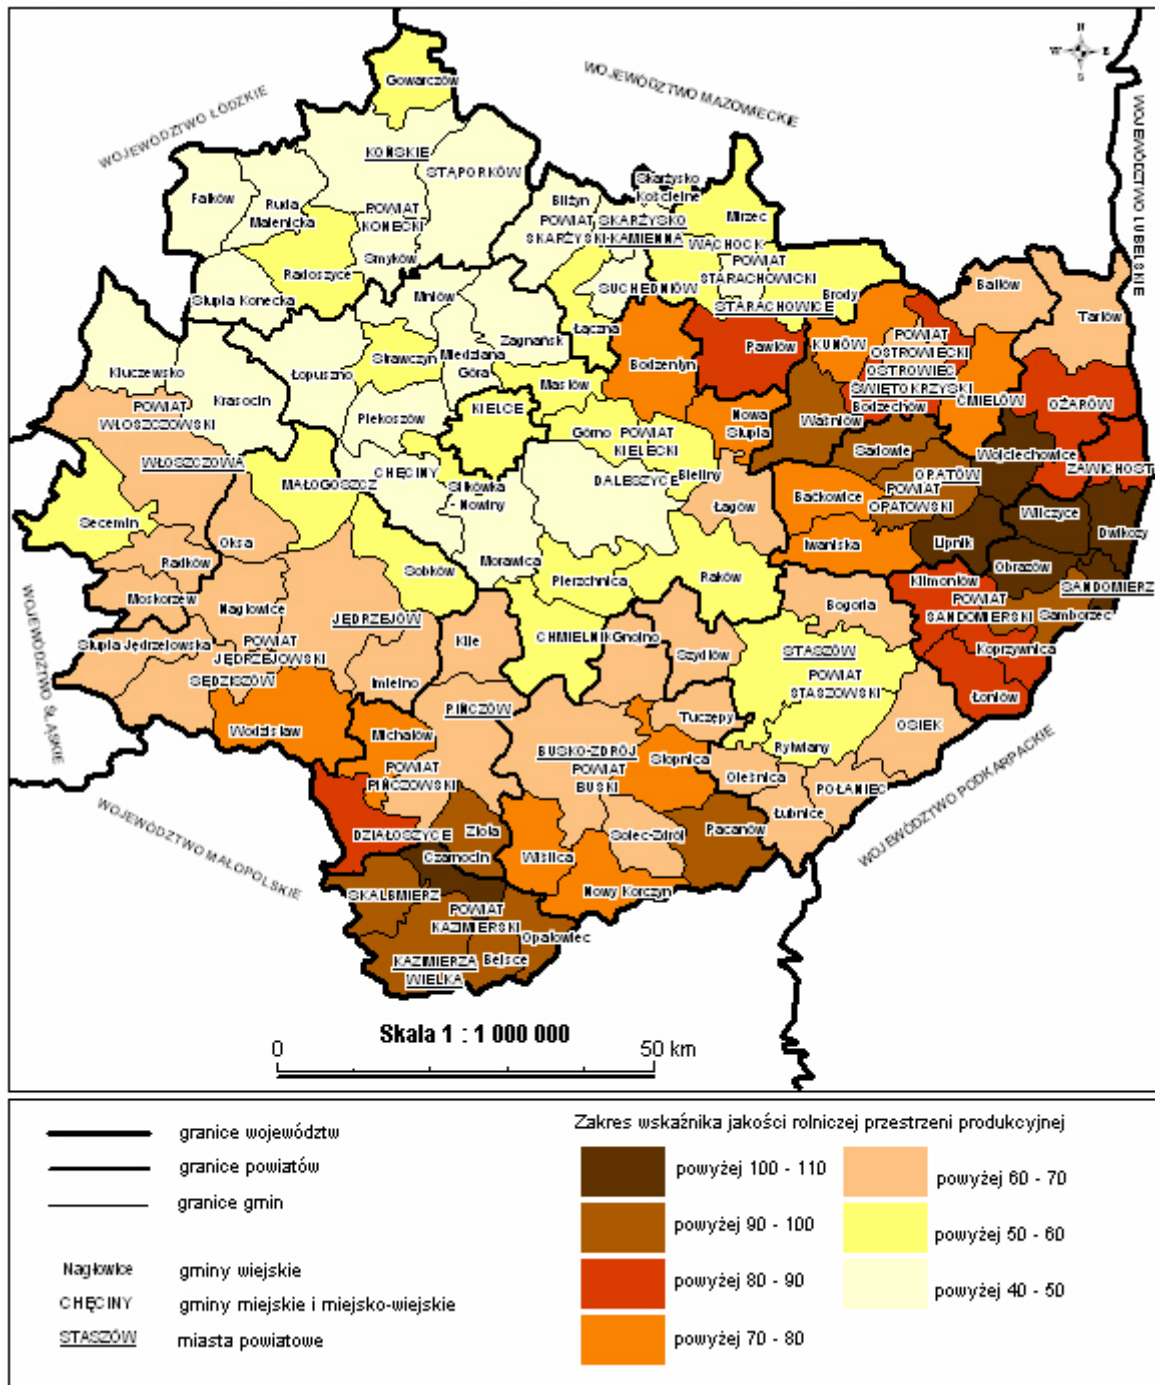 N
W E
S
WOJEWÓDZTWO ŁÓDZKIE
WOJEWÓDZTWO MAZOWIECKIE
WOJEWÓDZTWO LUBELSKIE
Gowarczów
KOŃSKIE
STĄPORKÓW
Fałków
Ruda
Malenicka
POWIAT
KONECKI
Smyków
Radoszyce
Słupia Konecka
Bliżyn
POWIAT
SKARŻYSKI
Skarżysko
Kościelne
SKARŻYSKO
-KAMIENNA
Mirzec
WĄCHOCK
POWIAT
STARACHOWICKI
STARACHOWICE
Brody
SUCHEDNIÓW
Łączna
Mniów
Zagnańsk
Strawczyn
Miedziana
Góra
Łopuszno
Piekoszów
Masłów
KIELCE
Bodzentyn
Pawłów
Nowa
Słupia
KUNÓW
POWIAT
OSTROWIECKI
OSTROWIEC
ŚWIĘTOKRZYSKI
Bodzechów
ĆMIELÓW
Waśniów
Bałtów
Tarłów
OŻARÓW
ZAWICHOST
Kluczewsko
Krasocin
POWIAT
WŁOSZCZOWSKI
WŁOSZCZOWA
Secemin
MAŁOGOSZCZ
CHĘCINY
Sitkówka
- Nowiny
Górno
POWIAT
KIELECKI
Bieliny
DALESZYCE
Łagów
Sadowie
OPATÓW
POWIAT
OPATOWSKI
Baćkowice
Iwaniska
Wojciechowice
Lipnik
Wilczyce
Dwikozy
Obrazów
SANDOMIERZ
Samborzec
Klimontów
POWIAT
SANDOMIERSKI
Koprzywnica
Łoniów
Oksa
Radków
Moskorzew
Nagłowice
Słupia Jędrzejowska
POWIAT
JĘDRZEJOWSKI
SĘDZISZÓW
JĘDRZEJÓW
Sobków
Imielno
Wodzisław
Morawica
Pierzchnica
Raków
CHMIELNIK
Gnojno
Szydłów
Bogoria
STASZÓW
POWIAT
STASZOWSKI
Rytwiany
OSIEK
POŁANIEC
Łubnice
Oleśnica
Tuczępy
Kije
PIŃCZÓW
Michałów
POWIAT
PIŃCZOWSKI
DZIAŁOSZYCE
Złota
BUSKO-ZDRÓJ
POWIAT
BUSKI
Stopnica
Solec-Zdrój
Pacanów
Wiślica
Nowy Korczyn
Czarnocin
SKALBMIERZ
POWIAT
KAZIMIERSKI
KAZIMIERZA
WIELKA
Bejsce
Opatowiec
WOJEWÓDZTWO ŚLĄSKIE
WOJEWÓDZTWO MAŁOPOLSKIE
WOJEWÓDZTWO PODKARPACKIE
Skala 1 : 1 000 000
0 50 km
granice województw
granice powiatów
granice gmin
Nagłowice gminy wiejskie
CHĘCINY gminy miejskie i miejsko-wiejskie
STASZÓW miasta powiatowe
Zakres wskaźnika jakości rolniczej przestrzeni produkcyjnej
powyżej 100 - 110
powyżej 90 - 100
powyżej 80 - 90
powyżej 70 - 80
powyżej 60 - 70
powyżej 50 - 60
powyżej 40 - 50